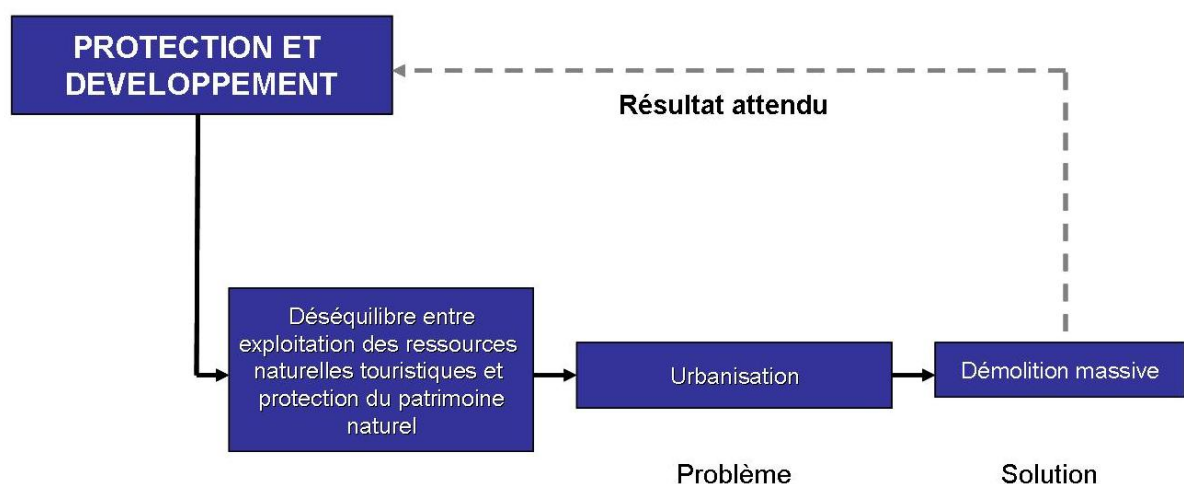 PROTECTION ET
DEVELOPPEMENT
Résultat attendu
Déséquilibre entre
exploitation des ressources
naturelles touristiques et
protection du patrimoine
naturel
Urbanisation
Démolition massive
Problème
Solution